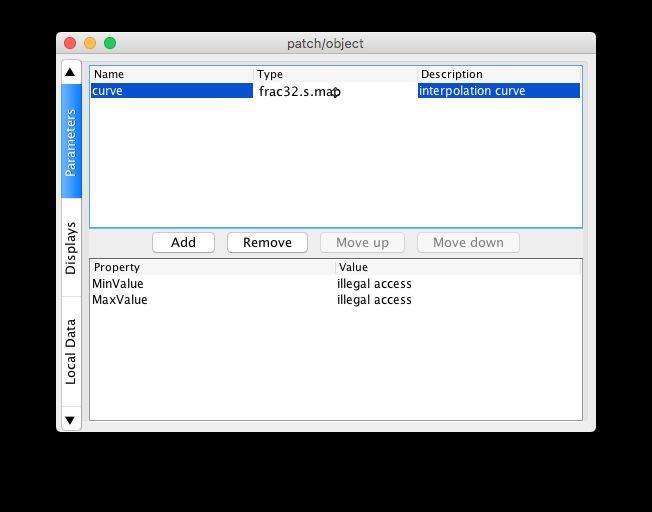 patch/object
Parameters
Displays
Local Data
Name Type Description
curve frac32.s.map interpolation curve
Add Remove Move up Move down
Property Value
MinValue illegal access
MaxValue illegal access